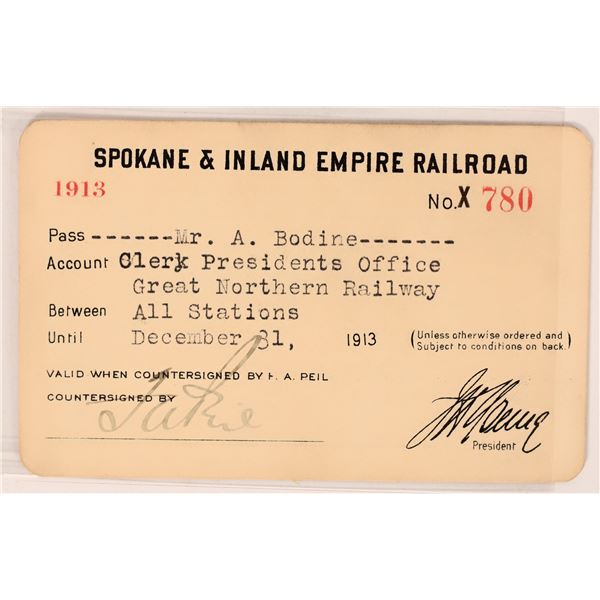 SPOKANE & INLAND EMPIRE RAILROAD
1913 No. X 780
Pass ------Mr. A. Bodine-------
Account Clerk Presidents Office
Great Northern Railway
Between All Stations
Until December 31, 1913 (Unless otherwise ordered and Subject to conditions on back.)
VALID WHEN COUNTERSIGNED BY F. A. PEIL
COUNTERSIGNED BY
President